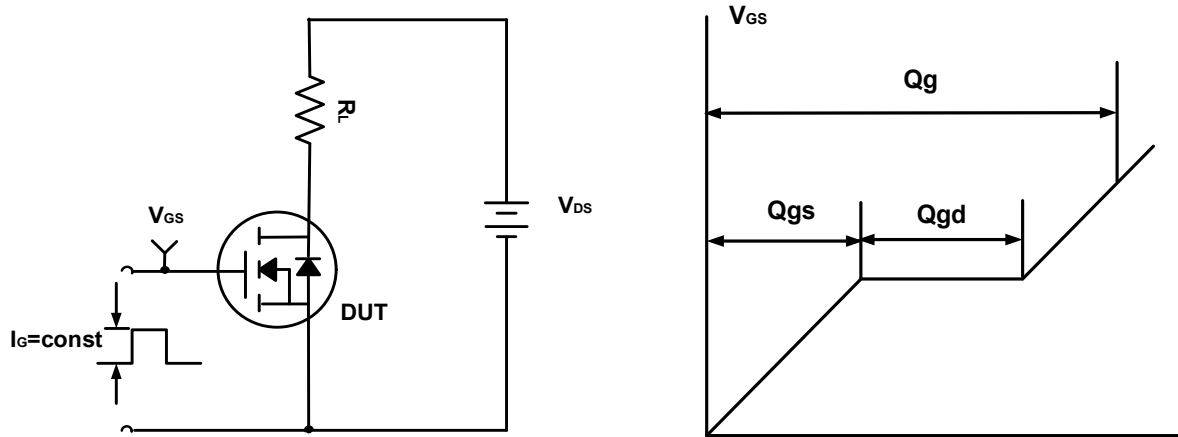 VGS
RL
VDS
DUT
IG=const
VGS
Qg
Qgs
Qgd